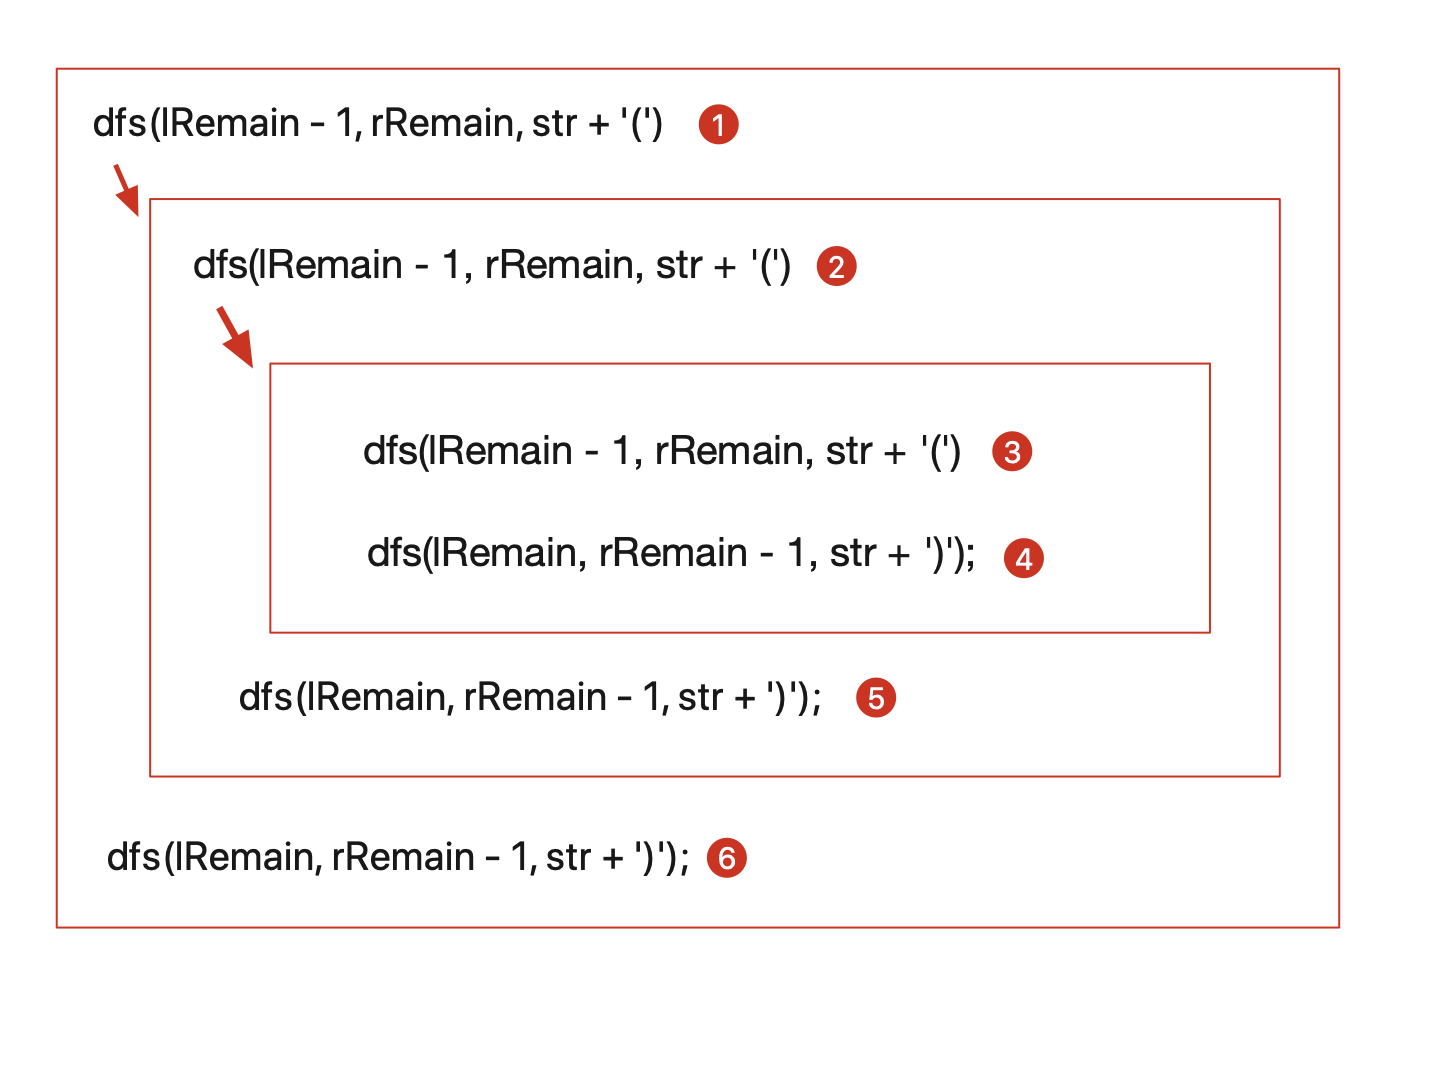 dfs(lRemain - 1, rRemain, str + '(') 1
dfs(lRemain - 1, rRemain, str + '(') 2
dfs(lRemain - 1, rRemain, str + '(') 3
dfs(lRemain, rRemain - 1, str + ')'); 4
dfs(lRemain, rRemain - 1, str + ')'); 5
dfs(lRemain, rRemain - 1, str + ')'); 6